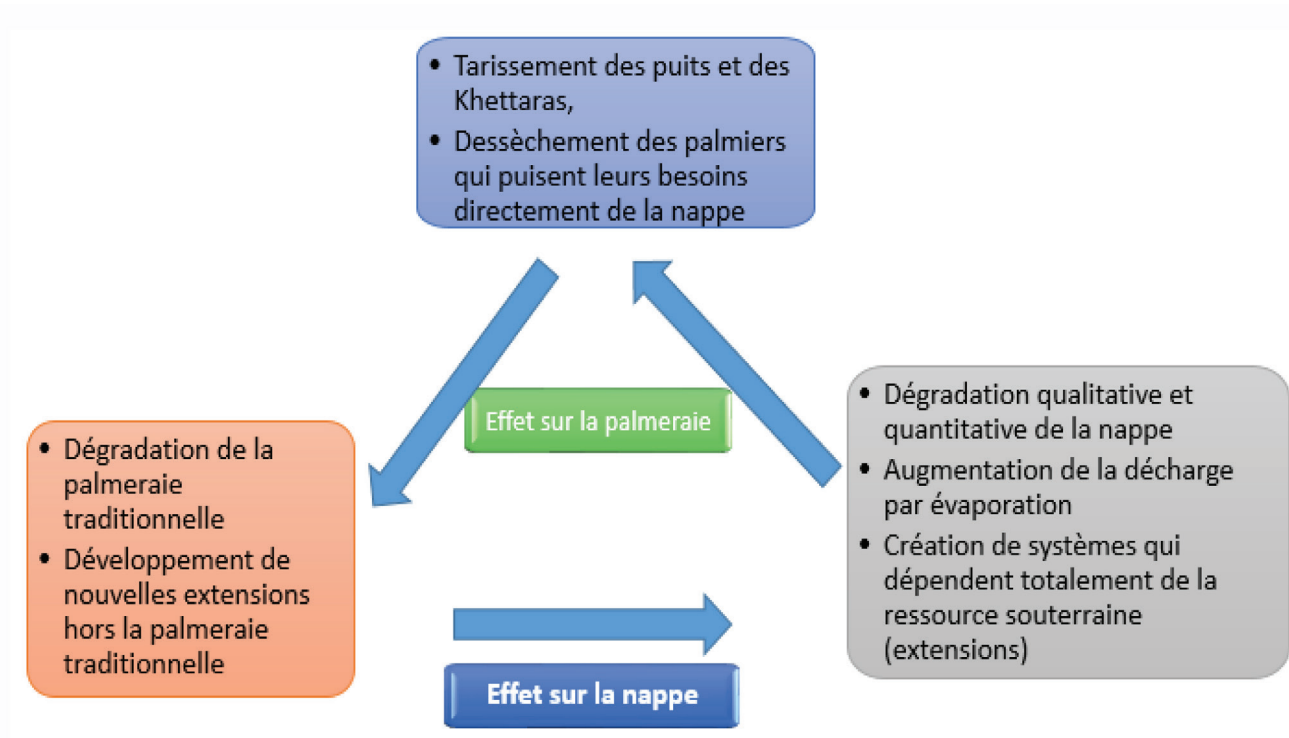 • Tarissement des puits et des
Khettaras,
• Dessèchement des palmiers
qui puisent leurs besoins
directement de la nappe
Effet sur la palmeraie
• Dégradation de la
palmeraie
traditionnelle
• Développement de
nouvelles extensions
hors la palmeraie
traditionnelle
• Dégradation qualitative et
quantitative de la nappe
• Augmentation de la décharge
par évaporation
• Création de systèmes qui
dépendent totalement de la
ressource souterraine
(extensions)
Effet sur la nappe